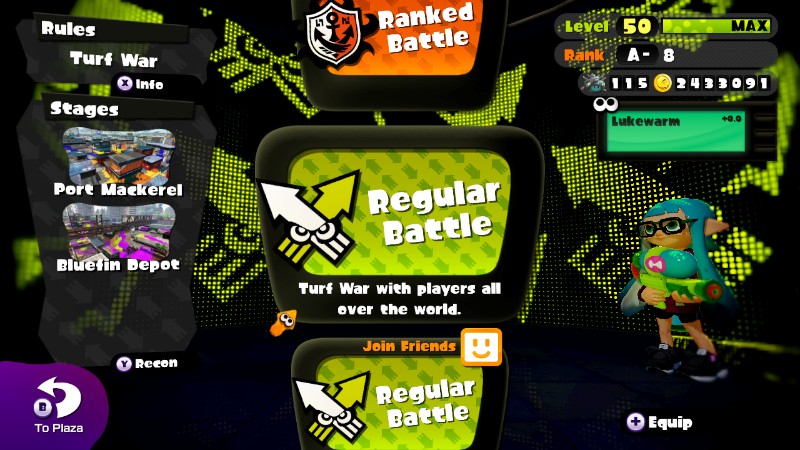 Rules
Turf War
X Info
Stages
Port Mackerel
Bluefin Depot
Y Recon
B
To Plaza
Ranked
Battle
Regular
Battle
Turf War with players all
over the world.
Join Friends
Regular
Battle
Level 50 MAX
Rank A- 8
115 2433091
Lukewarm +0.0
+ Equip